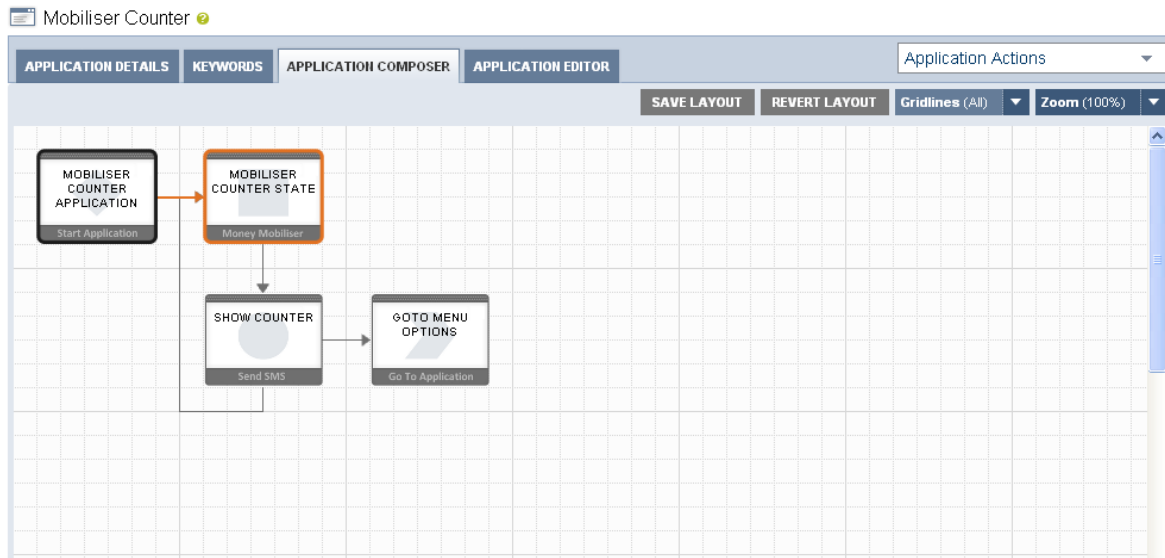 Mobiliser Counter
APPLICATION DETAILS
KEYWORDS
APPLICATION COMPOSER
APPLICATION EDITOR
Application Actions
SAVE LAYOUT
REVERT LAYOUT
Gridlines (All)
Zoom (100%)
MOBILISER
COUNTER
APPLICATION
Start Application
MOBILISER
COUNTER STATE
Money Mobiliser
SHOW COUNTER
Send SMS
GOTO MENU
OPTIONS
Go To Application